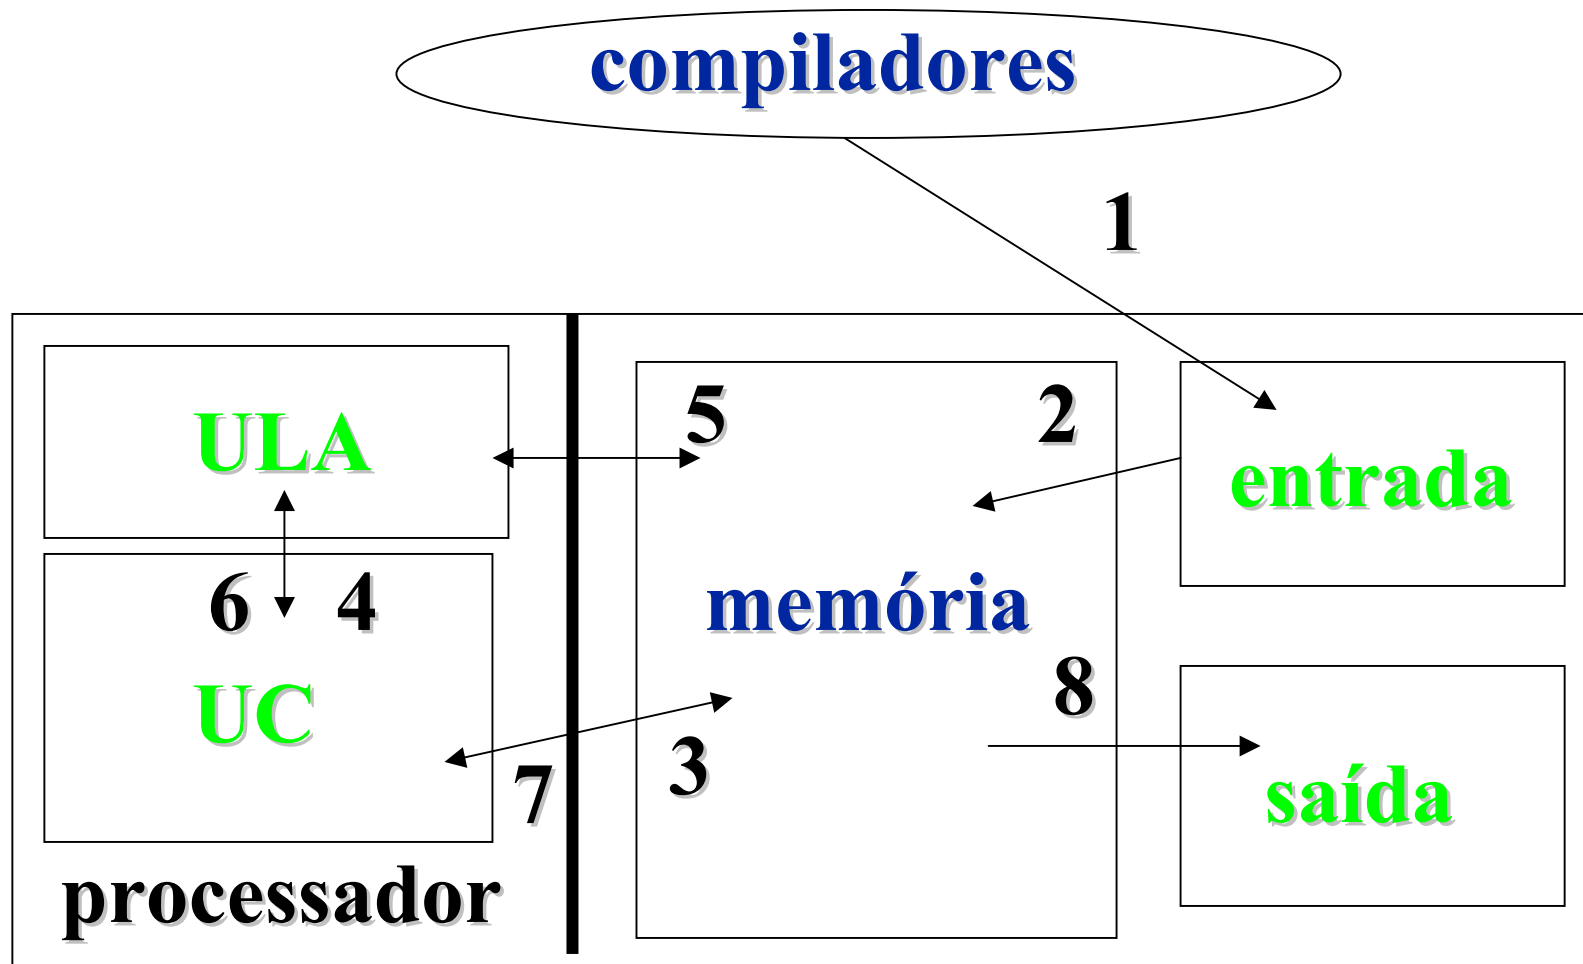 compiladores
1
ULA
5
2
entrada
6
4
memória
UC
8
3
7
saída
processador